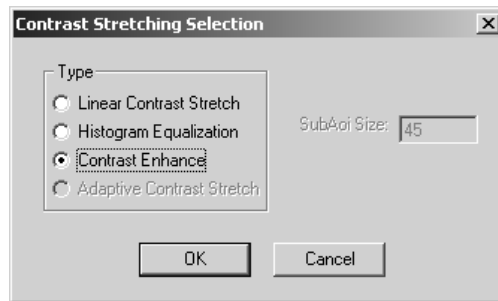 Contrast Stretching Selection
Type
Linear Contrast Stretch
Histogram Equalization
Contrast Enhance
Adaptive Contrast Stretch
SubAoi Size: 45
OK Cancel